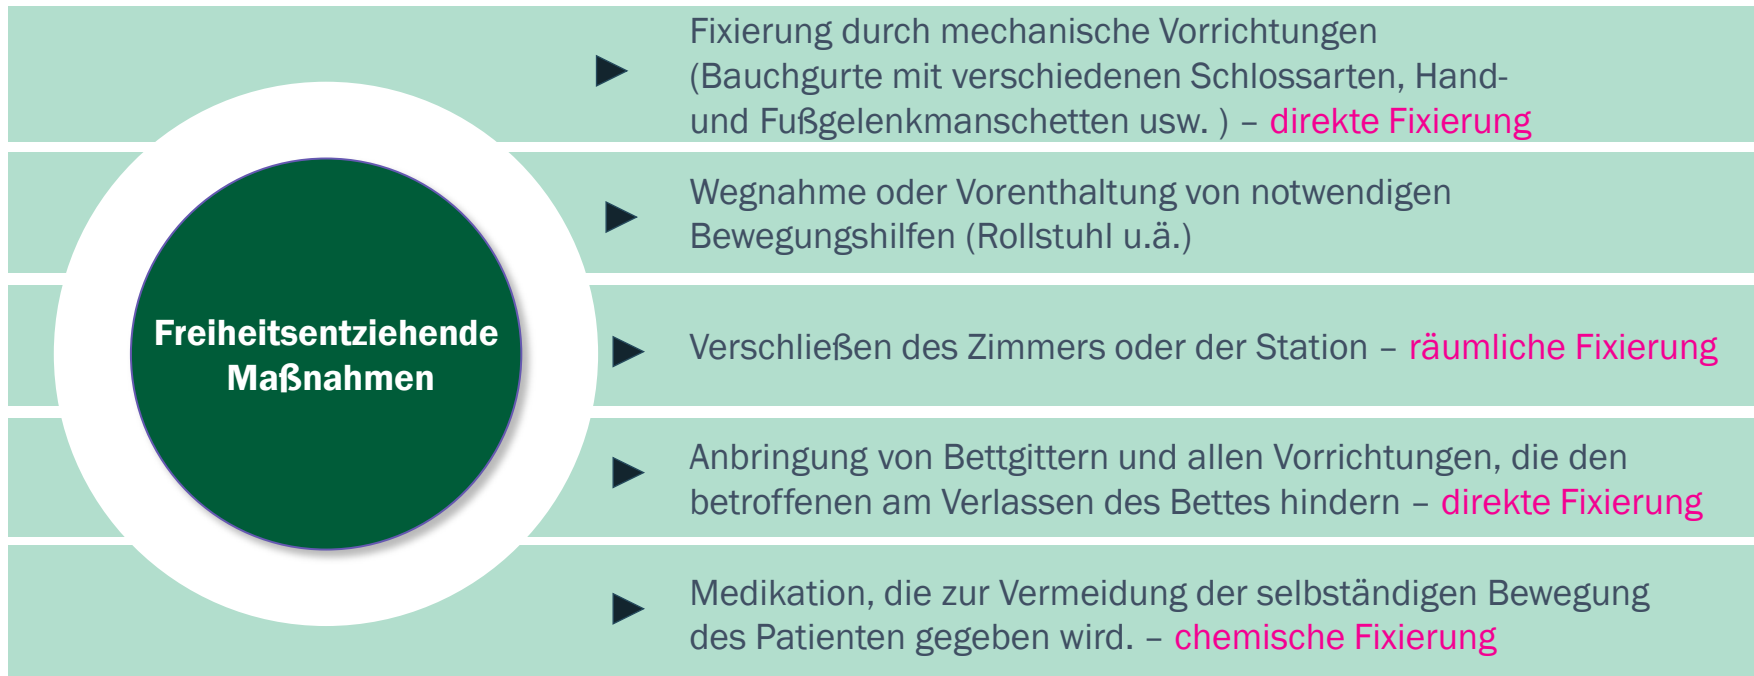 Fixierung durch mechanische Vorrichtungen
(Bauchgurte mit verschiedenen Schlossarten, Hand-
und Fußgelenkmanschetten usw. ) – direkte Fixierung
Wegnahme oder Vorenthaltung von notwendigen
Bewegungshilfen (Rollstuhl u.ä.)
Freiheitsentziehende
Maßnahmen
Verschließen des Zimmers oder der Station – räumliche Fixierung
Anbringung von Bettgittern und allen Vorrichtungen, die den
betroffenen am Verlassen des Bettes hindern – direkte Fixierung
Medikation, die zur Vermeidung der selbständigen Bewegung
des Patienten gegeben wird. – chemische Fixierung